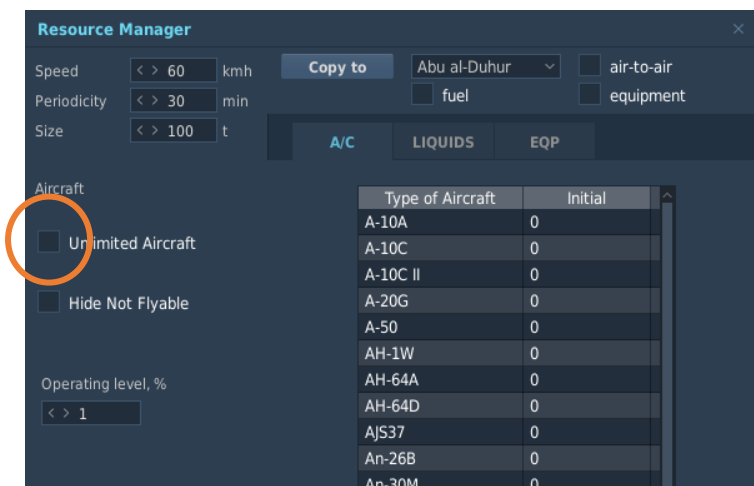 Resource Manager
Speed < > 60 kmh
Periodicity < > 30 min
Size < > 100 t
Copy to Abu al-Duhur air-to-air
fuel equipment
A/C LIQUIDS EQP
Aircraft
Unlimited Aircraft
Hide Not Flyable
Operating level, %
< > 1
Type of Aircraft Initial
A-10A 0
A-10C 0
A-10C II 0
A-20G 0
A-50 0
AH-1W 0
AH-64A 0
AH-64D 0
AJS37 0
An-26B 0
An-30M 0